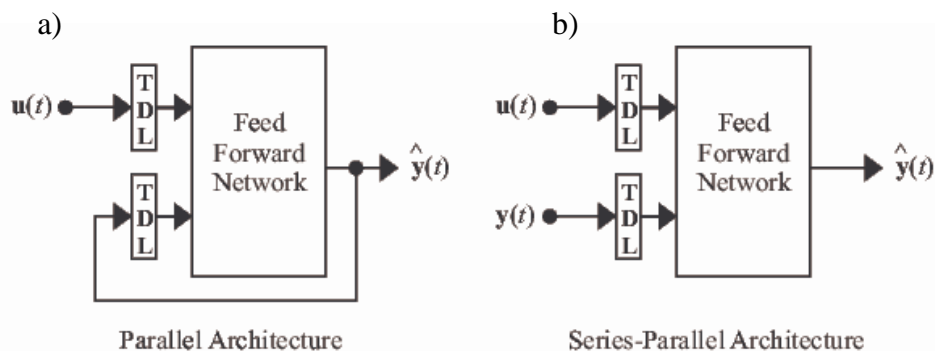 a)
u(t)
T
D
L
T
D
L
Feed
Forward
Network
ŷ(t)
Parallel Architecture
b)
u(t)
y(t)
T
D
L
T
D
L
Feed
Forward
Network
ŷ(t)
Series-Parallel Architecture